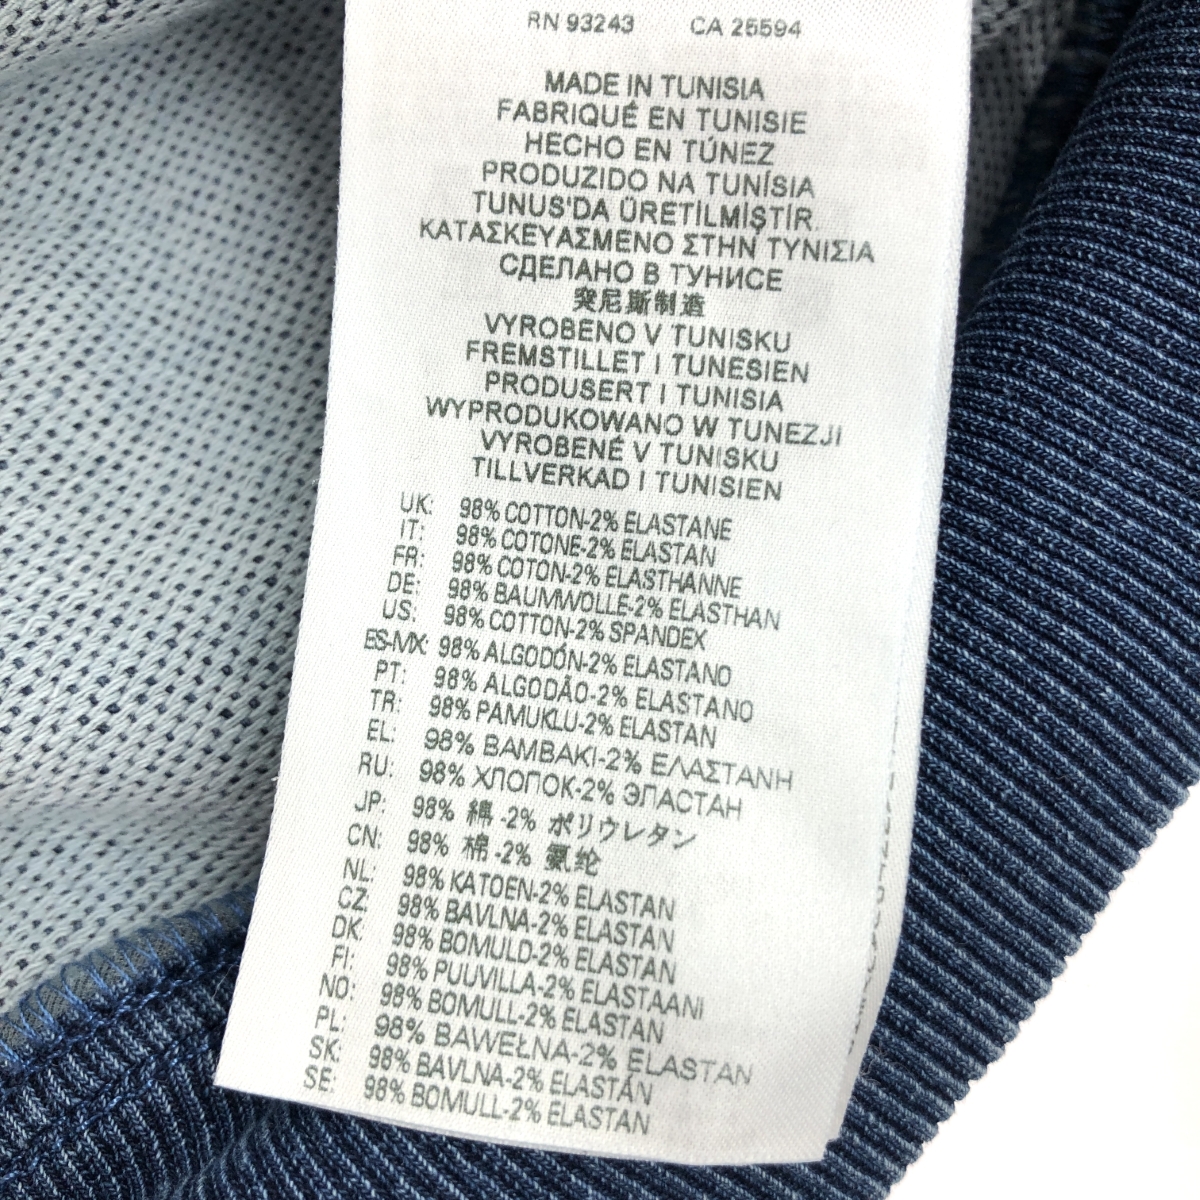 RN 93243 CA 25594
MADE IN TUNISIA
FABRIQUÉ EN TUNISIE
HECHO EN TÚNEZ
PRODUZIDO NA TUNÍSIA
TUNUS'DA ÜRETİLMİŞTİR.
ΚΑΤΑΣΚΕΥΑΣΜΕΝΟ ΣΤΗΝ ΤΥΝΙΣΙΑ
СДЕЛАНО В ТУНИСЕ
突尼斯制造
VYROBENO V TUNISKU
FREMSTILLET I TUNESIEN
PRODUSERT I TUNISIA
WYPRODUKOWANO W TUNEZJI
VYROBENÉ V TUNISKU
TILLVERKAD I TUNISIEN
UK: 98% COTTON-2% ELASTANE
IT: 98% COTONE-2% ELASTAN
FR: 98% COTON-2% ELASTHANNE
DE: 98% BAUMWOLLE-2% ELASTHAN
US: 98% COTTON-2% SPANDEX
ES-MX: 98% ALGODÓN-2% ELASTANO
PT: 98% ALGODÃO-2% ELASTANO
TR: 98% PAMUKLU-2% ELASTAN
EL: 98% ΒΑΜΒΑΚΙ-2% ΕΛΑΣΤΑΝΗ
RU: 98% ХЛОПОК-2% ЭЛАСТАН
JP: 98% 綿 -2% ポリウレタン
CN: 98% 棉 -2% 氨纶
NL: 98% KATOEN-2% ELASTAN
CZ: 98% BAVLNA-2% ELASTAN
DK: 98% BOMULD-2% ELASTAN
FI: 98% PUUVILLA-2% ELASTAANI
NO: 98% BOMULL-2% ELASTAN
PL: 98% BAWEŁNA-2% ELASTAN
SK: 98% BAVLNA-2% ELASTÁN
SE: 98% BOMULL-2% ELASTAN